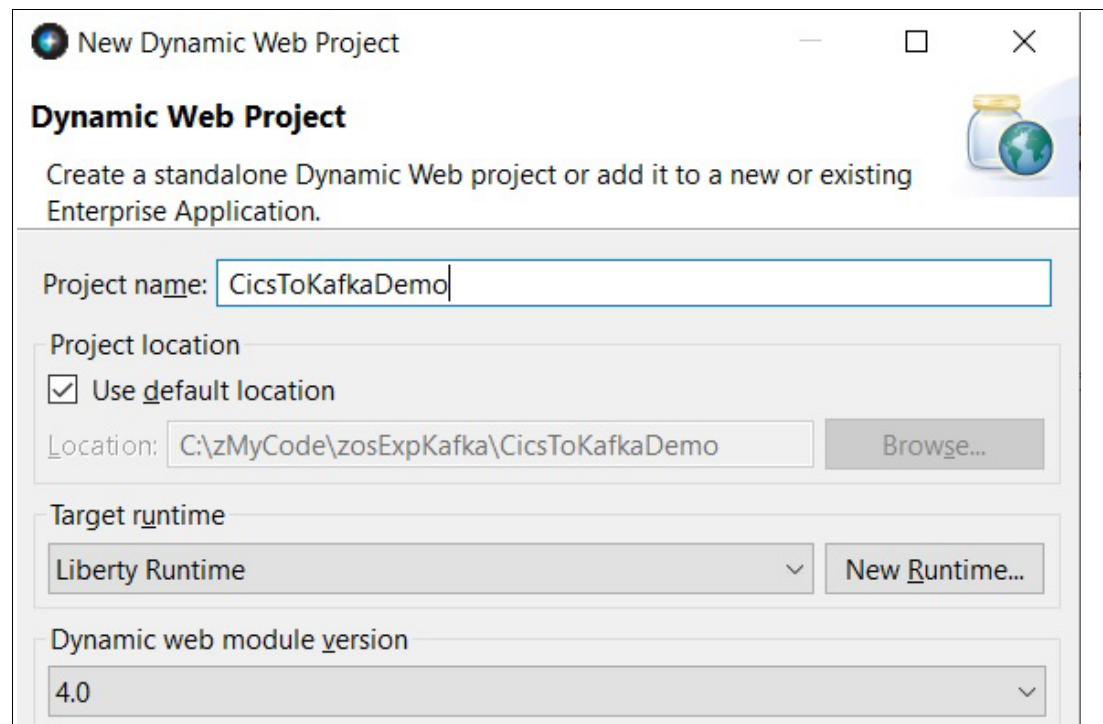 New Dynamic Web Project
Dynamic Web Project
Create a standalone Dynamic Web project or add it to a new or existing
Enterprise Application.
Project name: CicsToKafkaDemo
Project location
Use default location
Location: C:\zMyCode\zosExpKafka\CicsToKafkaDemo Browse...
Target runtime
Liberty Runtime New Runtime...
Dynamic web module version
4.0